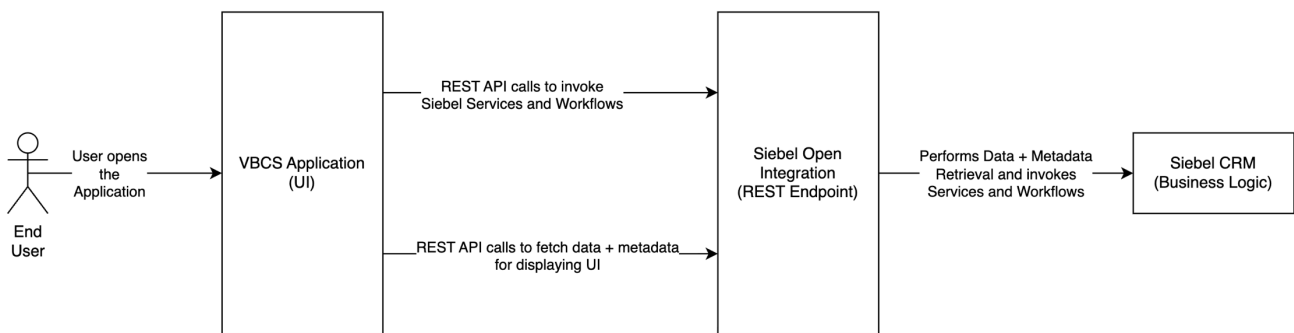 End
User
User opens
the
Application
VBCS Application
(UI)
REST API calls to invoke
Siebel Services and Workflows
REST API calls to fetch data + metadata
for displaying UI
Siebel Open
Integration
(REST Endpoint)
Performs Data + Metadata
Retrieval and invokes
Services and Workflows
Siebel CRM
(Business Logic)